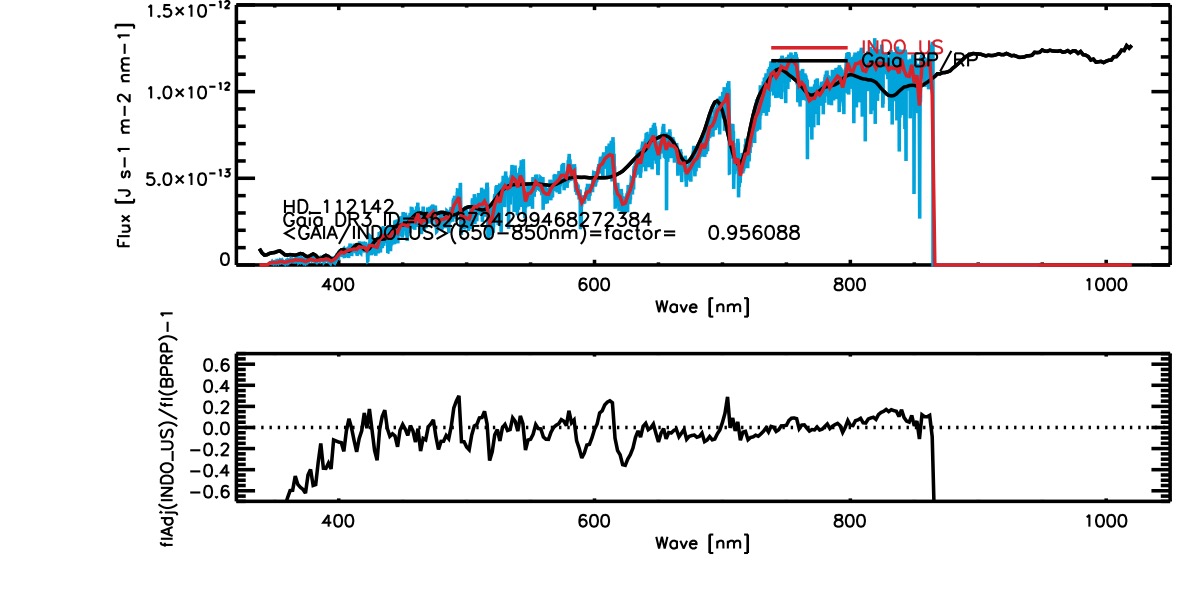 1.5×10−12
1.0×10−12
5.0×10−13
0
Flux [J s−1 m−2 nm−1]
INDO_US
Gaia BP/RP
HD_112142
Gaia DR3 ID=3626724299468272384
<GAIA/INDO_US>(650−850nm)=factor= 0.956088
400 600 800 1000
Wave [nm]
flAdj(INDO_US)/fl(BPRP)−1
0.6
0.4
0.2
0.0
−0.2
−0.4
−0.6
400 600 800 1000
Wave [nm]